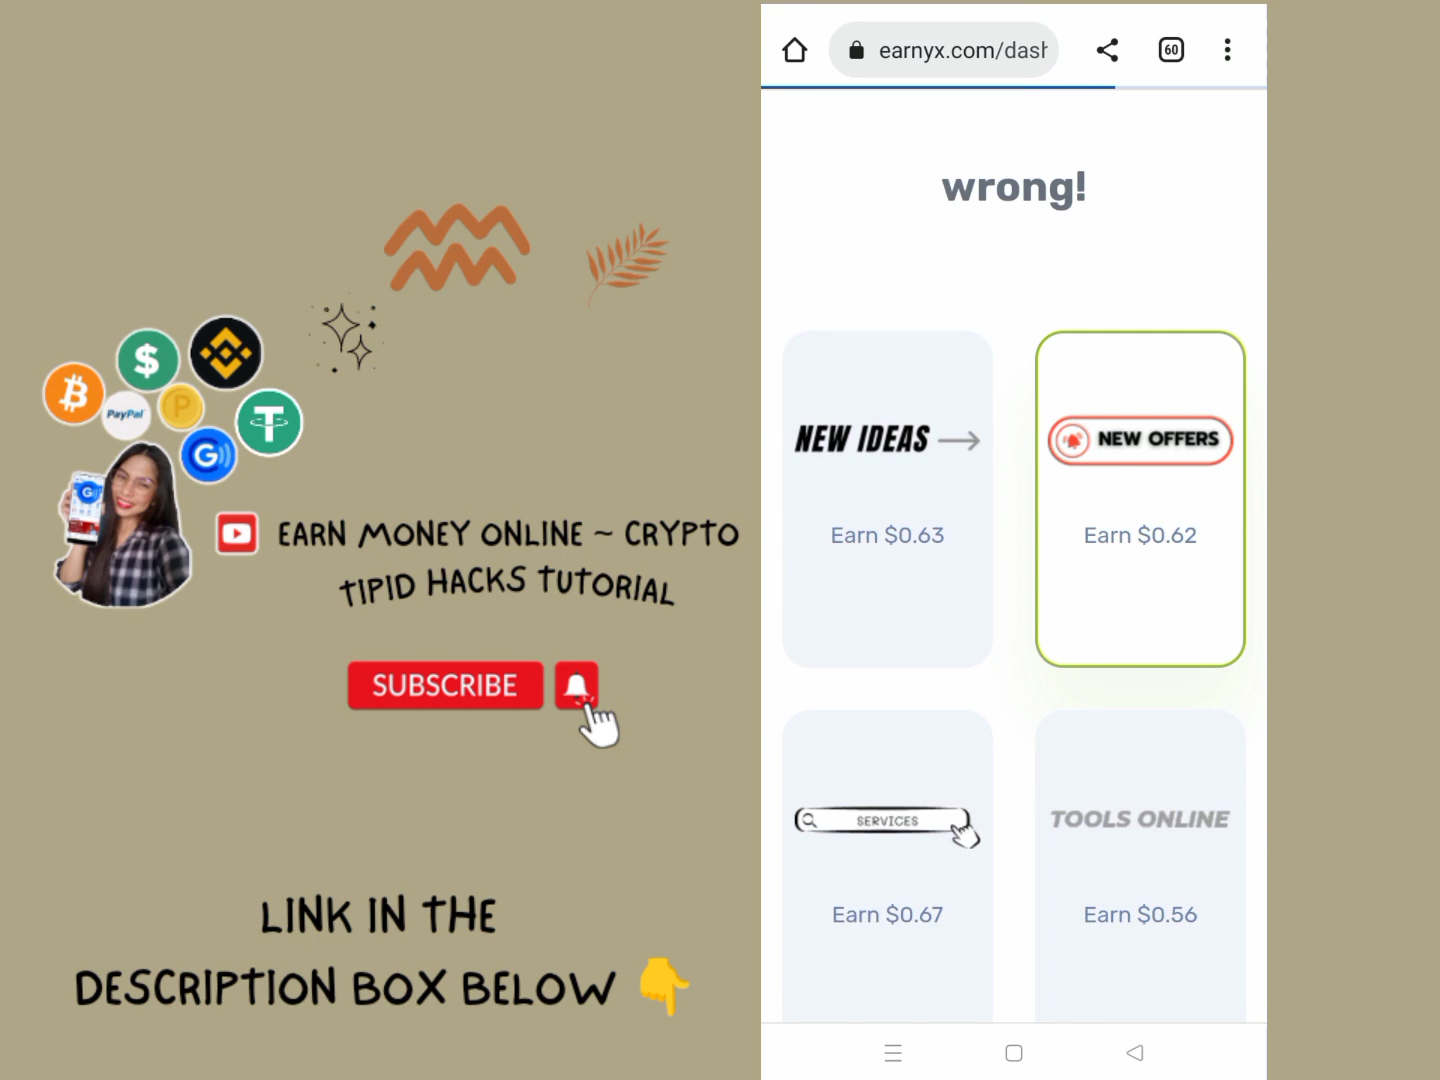 PayPal
EARN MONEY ONLINE ~ CRYPTO
TIPID HACKS TUTORIAL
SUBSCRIBE
LINK IN THE
DESCRIPTION BOX BELOW
earnyx.com/dash
60
wrong!
NEW IDEAS
NEW OFFERS
Earn $0.63
Earn $0.62
SERVICES
TOOLS ONLINE
Earn $0.67
Earn $0.56